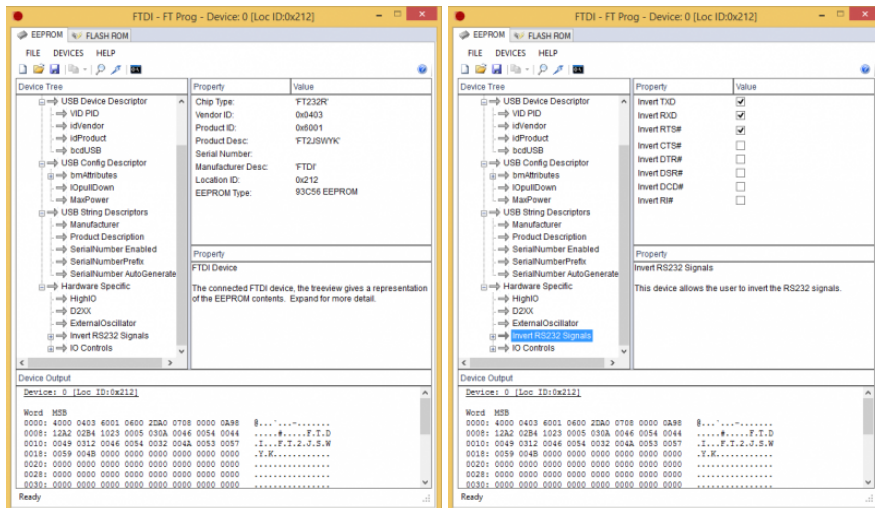 FTDI - FT Prog - Device: 0 [Loc ID:0x212]
EEPROM FLASH ROM
FILE DEVICES HELP
Device Tree
USB Device Descriptor
VID PID
idVendor
idProduct
bcdUSB
USB Config Descriptor
bmAttributes
IOpullDown
MaxPower
USB String Descriptors
Manufacturer
Product Description
SerialNumber Enabled
SerialNumberPrefix
SerialNumber AutoGenerate
Hardware Specific
HighIO
D2XX
ExternalOscillator
Invert RS232 Signals
IO Controls
Property Value
Chip Type: 'FT232R'
Vendor ID: 0x0403
Product ID: 0x6001
Product Desc: 'FT2JSWYK'
Serial Number:
Manufacturer Desc: 'FTDI'
Location ID: 0x212
EEPROM Type: 93C56 EEPROM
Property
FTDI Device
The connected FTDI device, the treeview gives a representation
of the EEPROM contents. Expand for more detail.
Device Output
Device: 0 [Loc ID:0x212]
Word MSB
0000: 4000 0403 6001 0600 2DA0 0708 0000 0A98 @...`...-.......
0008: 12A2 02B4 1023 0005 030A 0046 0054 0044 .....#.....F.T.D
0010: 0049 0312 0046 0054 0032 004A 0053 0057 .I...F.T.2.J.S.W
0018: 0059 004B 0000 0000 0000 0000 0000 0000 .Y.K............
0020: 0000 0000 0000 0000 0000 0000 0000 0000 ................
0028: 0000 0000 0000 0000 0000 0000 0000 0000 ................
0030: 0000 0000 0000 0000 0000 0000 0000 0000 ................
Ready
FTDI - FT Prog - Device: 0 [Loc ID:0x212]
EEPROM FLASH ROM
FILE DEVICES HELP
Device Tree
USB Device Descriptor
VID PID
idVendor
idProduct
bcdUSB
USB Config Descriptor
bmAttributes
IOpullDown
MaxPower
USB String Descriptors
Manufacturer
Product Description
SerialNumber Enabled
SerialNumberPrefix
SerialNumber AutoGenerate
Hardware Specific
HighIO
D2XX
ExternalOscillator
Invert RS232 Signals
IO Controls
Property Value
Invert TXD
Invert RXD
Invert RTS#
Invert CTS#
Invert DTR#
Invert DSR#
Invert DCD#
Invert RI#
Property
Invert RS232 Signals
This device allows the user to invert the RS232 signals.
Device Output
Device: 0 [Loc ID:0x212]
Word MSB
0000: 4000 0403 6001 0600 2DA0 0708 0000 0A98 @...`...-.......
0008: 12A2 02B4 1023 0005 030A 0046 0054 0044 .....#.....F.T.D
0010: 0049 0312 0046 0054 0032 004A 0053 0057 .I...F.T.2.J.S.W
0018: 0059 004B 0000 0000 0000 0000 0000 0000 .Y.K............
0020: 0000 0000 0000 0000 0000 0000 0000 0000 ................
0028: 0000 0000 0000 0000 0000 0000 0000 0000 ................
0030: 0000 0000 0000 0000 0000 0000 0000 0000 ................
Ready